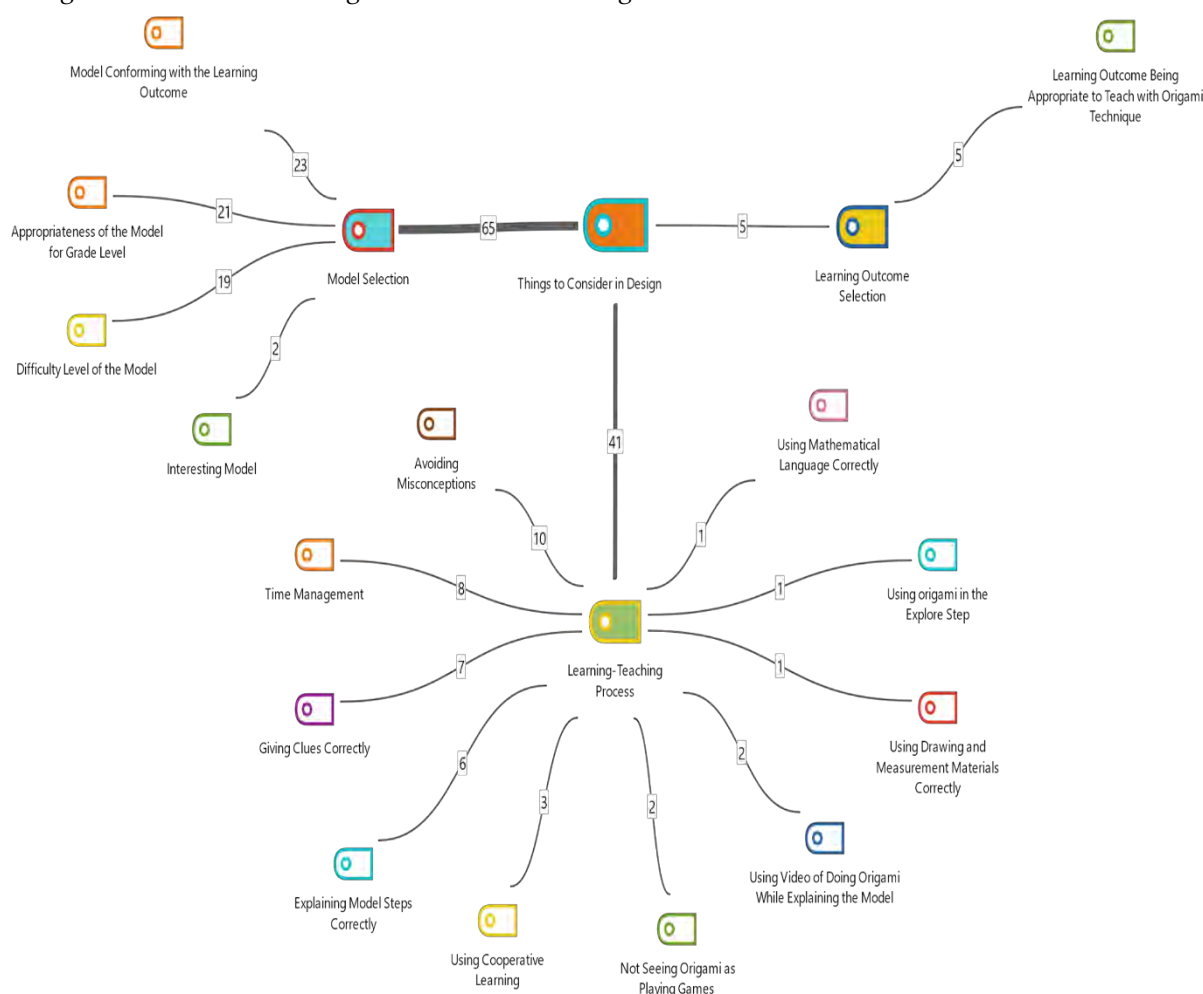 Model Conforming with the Learning
Outcome
Learning Outcome Being
Appropriate to Teach with Origami
Technique
23
5
Appropriateness of the Model
for Grade Level
21
Model Selection
65
Things to Consider in Design
5
Learning Outcome
Selection
19
Difficulty Level of the Model
2
Interesting Model
41
Avoiding
Misconceptions
Using Mathematical
Language Correctly
10
1
Time Management
8
1
Using origami in the
Explore Step
Learning-Teaching
Process
7
1
Giving Clues Correctly
Using Drawing and
Measurement Materials
Correctly
6
3
2
2
Explaining Model Steps
Correctly
Using Video of Doing Origami
While Explaining the Model
Using Cooperative
Learning
Not Seeing Origami as
Playing Games